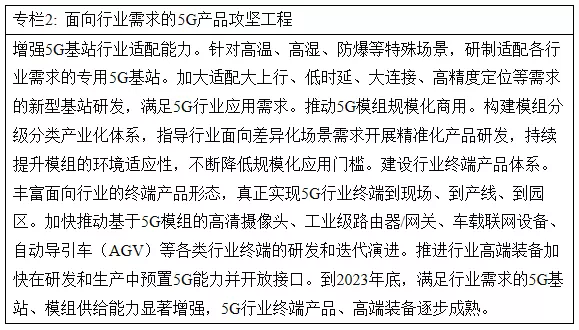 专栏2: 面向行业需求的5G产品攻坚工程
增强5G基站行业适配能力。针对高温、高湿、防爆等特殊场景，研制适配各行
业需求的专用5G基站。加大适配大上行、低时延、大连接、高精度定位等需求
的新型基站研发，满足5G行业应用需求。推动5G模组规模化商用。构建模组分
级分类产业化体系，指导行业面向差异化场景需求开展精准化产品研发，持续
提升模组的环境适应性，不断降低规模化应用门槛。建设行业终端产品体系。
丰富面向行业的终端产品形态，真正实现5G行业终端到现场、到产线、到园
区。加快推动基于5G模组的高清摄像头、工业级路由器/网关、车载联网设备、
自动导引车（AGV）等各类行业终端的研发和迭代演进。推进行业高端装备加
快在研发和生产中预置5G能力并开放接口。到2023年底，满足行业需求的5G基
站、模组供给能力显著增强，5G行业终端产品、高端装备逐步成熟。